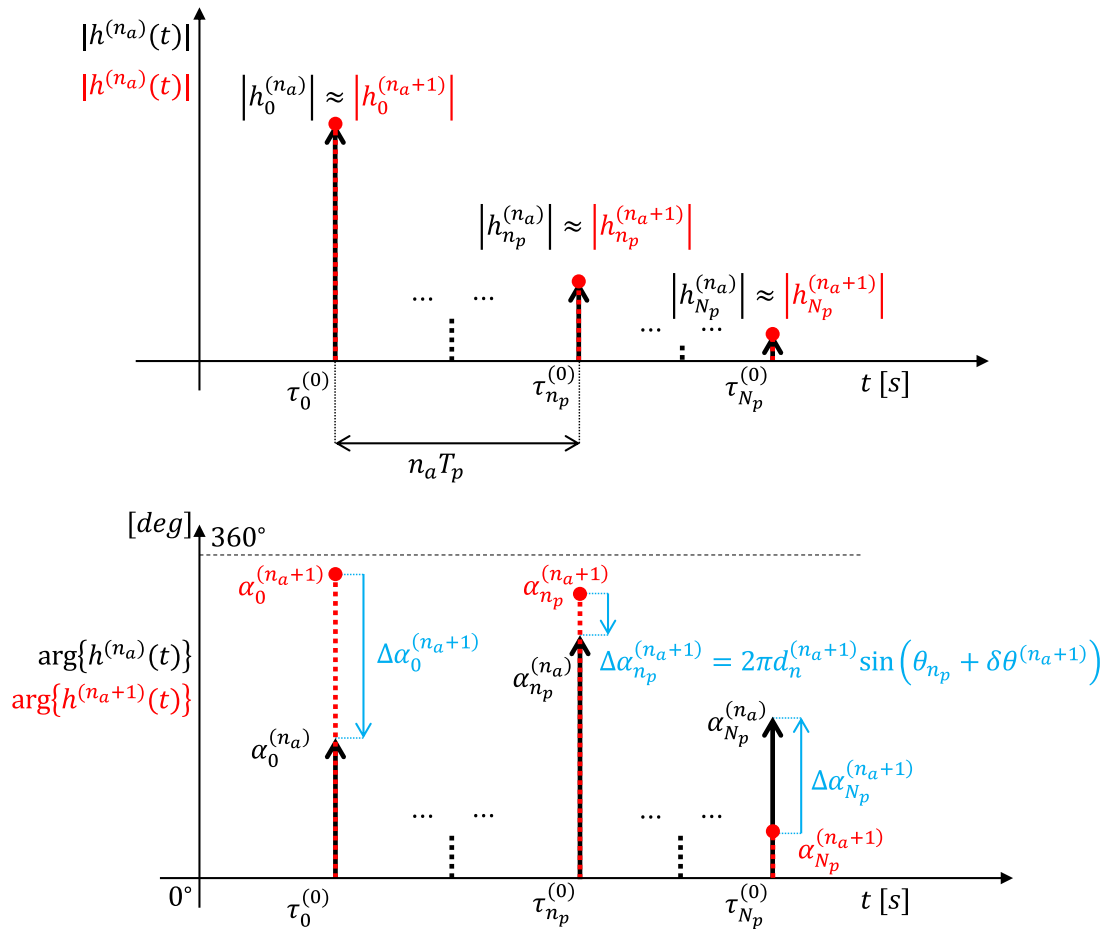 |h^{(n_a)}(t)|
|h^{(n_a)}(t)|
|h_0^{(n_a)}| ≈ |h_0^{(n_a+1)}|
|h_{n_p}^{(n_a)}| ≈ |h_{n_p}^{(n_a+1)}|
|h_{N_p}^{(n_a)}| ≈ |h_{N_p}^{(n_a+1)}|
... ...
... ...
τ_0^{(0)} τ_{n_p}^{(0)} τ_{N_p}^{(0)} t [s]
n_a T_p
[deg]
360°
α_0^{(n_a+1)} α_{n_p}^{(n_a+1)}
Δα_0^{(n_a+1)}
arg{h^{(n_a)}(t)}
arg{h^{(n_a+1)}(t)}
α_{n_p}^{(n_a)} Δα_{n_p}^{(n_a+1)} = 2πd_n^{(n_a+1)} sin(θ_{n_p} + δθ^{(n_a+1)})
α_0^{(n_a)} α_{N_p}^{(n_a)}
Δα_{N_p}^{(n_a+1)}
... ... ... ...
α_{N_p}^{(n_a+1)}
0°
τ_0^{(0)} τ_{n_p}^{(0)} τ_{N_p}^{(0)} t [s]